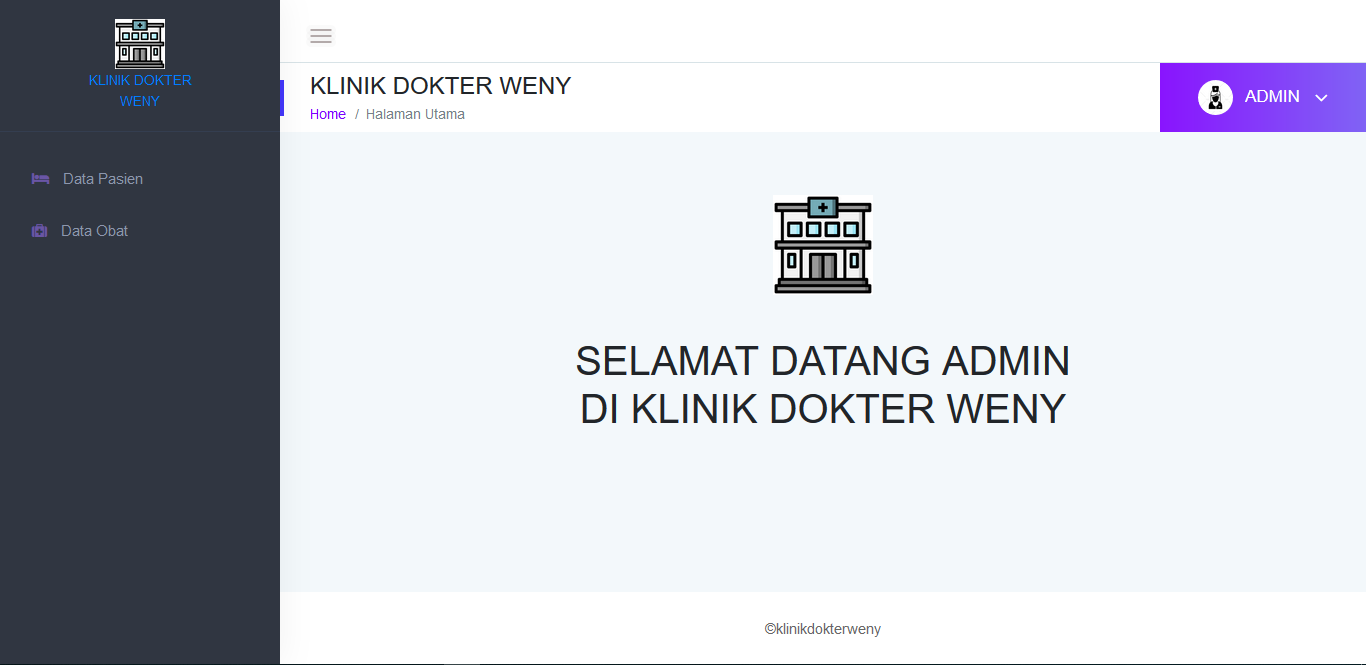 KLINIK DOKTER
WENY
Data Pasien
Data Obat
KLINIK DOKTER WENY
Home / Halaman Utama
ADMIN
SELAMAT DATANG ADMIN
DI KLINIK DOKTER WENY
©klinikdokterweny